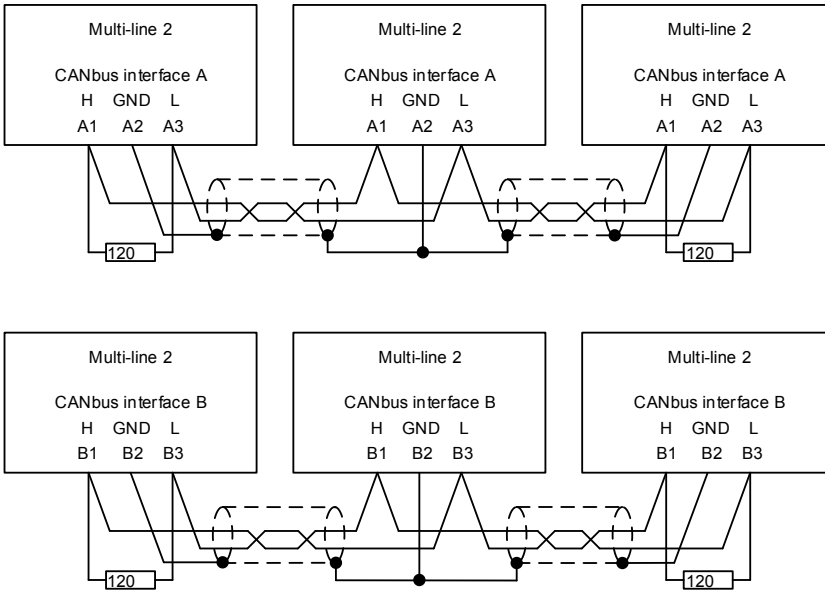 Multi-line 2 Multi-line 2 Multi-line 2
CANbus interface A CANbus interface A CANbus interface A
H GND L H GND L H GND L
A1 A2 A3 A1 A2 A3 A1 A2 A3
120 120
Multi-line 2 Multi-line 2 Multi-line 2
CANbus interface B CANbus interface B CANbus interface B
H GND L H GND L H GND L
B1 B2 B3 B1 B2 B3 B1 B2 B3
120 120